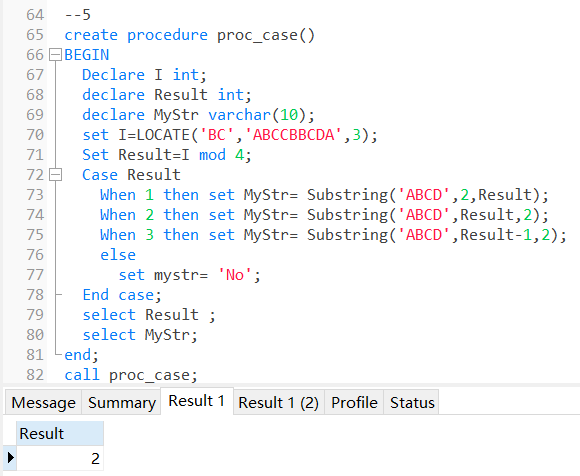 64 --5
65 create procedure proc_case()
66 BEGIN
67 Declare I int;
68 declare Result int;
69 declare MyStr varchar(10);
70 set I=LOCATE('BC','ABCCBBCDA',3);
71 Set Result=I mod 4;
72 Case Result
73 When 1 then set MyStr= Substring('ABCD',2,Result);
74 When 2 then set MyStr= Substring('ABCD',Result,2);
75 When 3 then set MyStr= Substring('ABCD',Result-1,2);
76 else
77 set mystr= 'No';
78 End case;
79 select Result ;
80 select MyStr;
81 end;
82 call proc_case;
Message Summary Result 1 Result 1 (2) Profile Status
Result
2